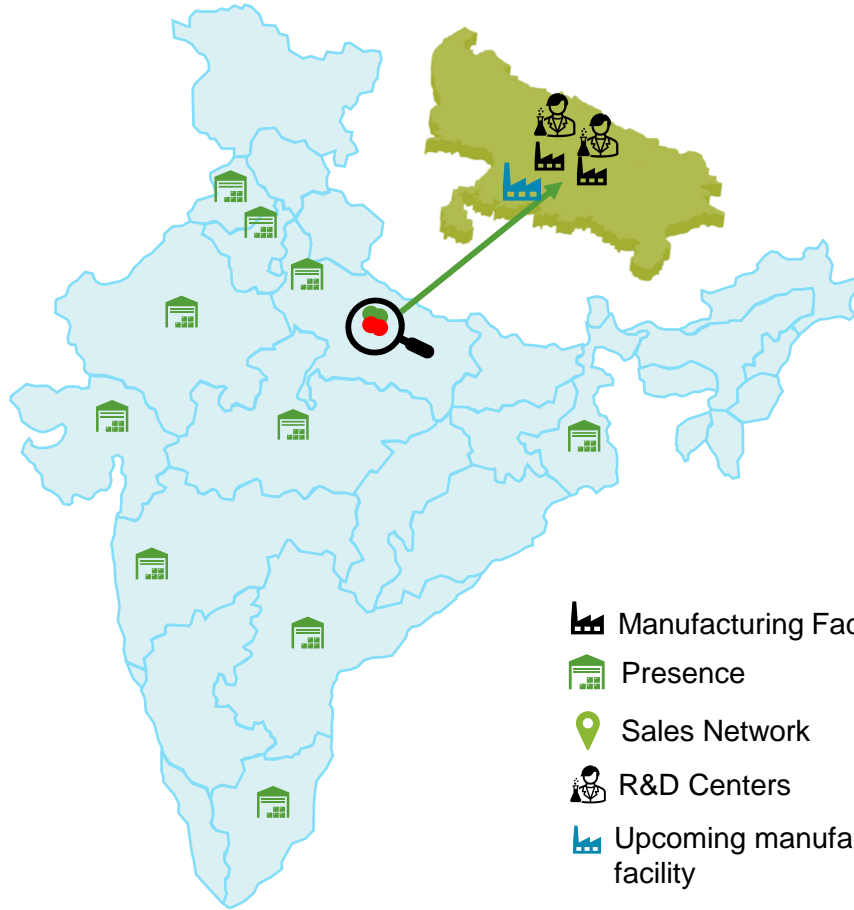 Manufacturing Fac
Presence
Sales Network
R&D Centers
Upcoming manufa
facility